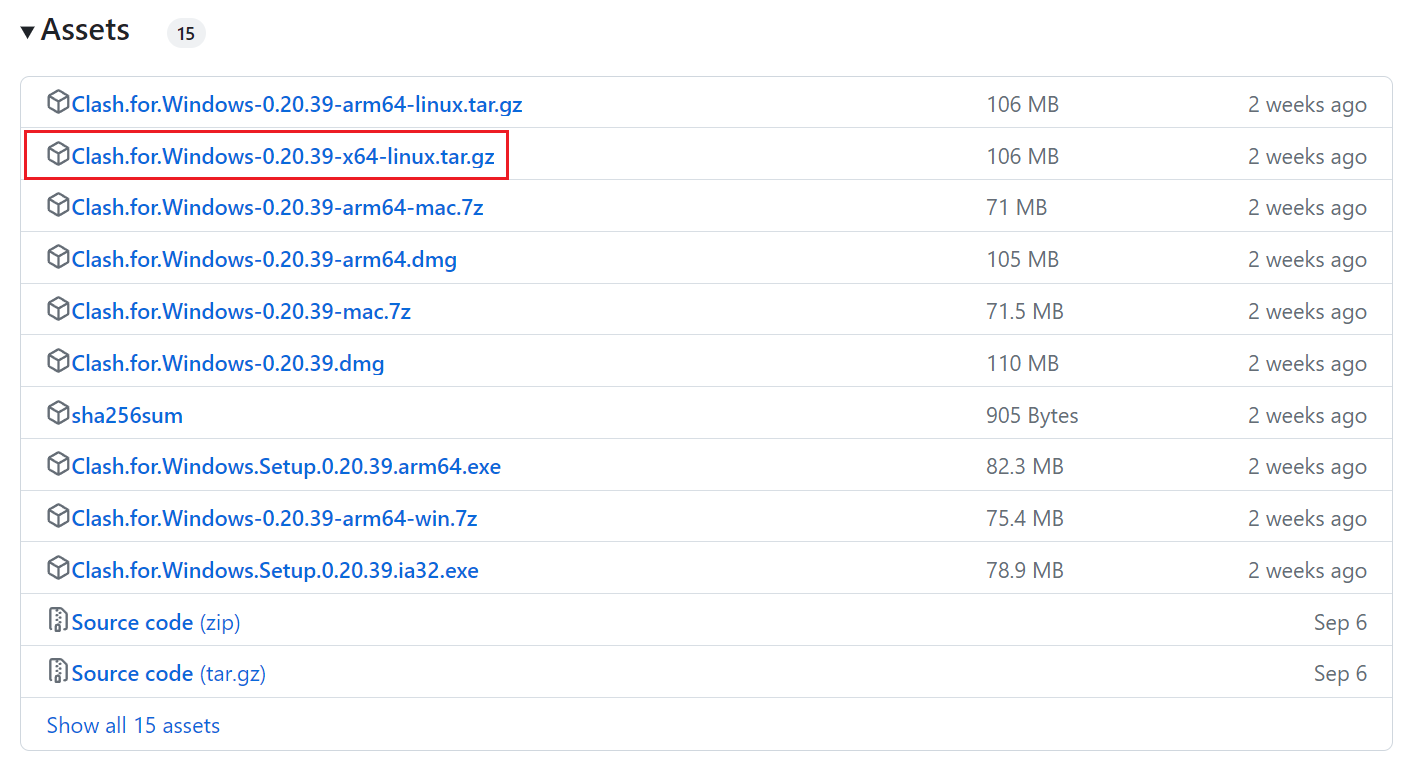 Assets 15
Clash.for.Windows-0.20.39-arm64-linux.tar.gz 106 MB 2 weeks ago
Clash.for.Windows-0.20.39-x64-linux.tar.gz 106 MB 2 weeks ago
Clash.for.Windows-0.20.39-arm64-mac.7z 71 MB 2 weeks ago
Clash.for.Windows-0.20.39-arm64.dmg 105 MB 2 weeks ago
Clash.for.Windows-0.20.39-mac.7z 71.5 MB 2 weeks ago
Clash.for.Windows-0.20.39.dmg 110 MB 2 weeks ago
sha256sum 905 Bytes 2 weeks ago
Clash.for.Windows.Setup.0.20.39.arm64.exe 82.3 MB 2 weeks ago
Clash.for.Windows-0.20.39-arm64-win.7z 75.4 MB 2 weeks ago
Clash.for.Windows.Setup.0.20.39.ia32.exe 78.9 MB 2 weeks ago
Source code (zip) Sep 6
Source code (tar.gz) Sep 6
Show all 15 assets